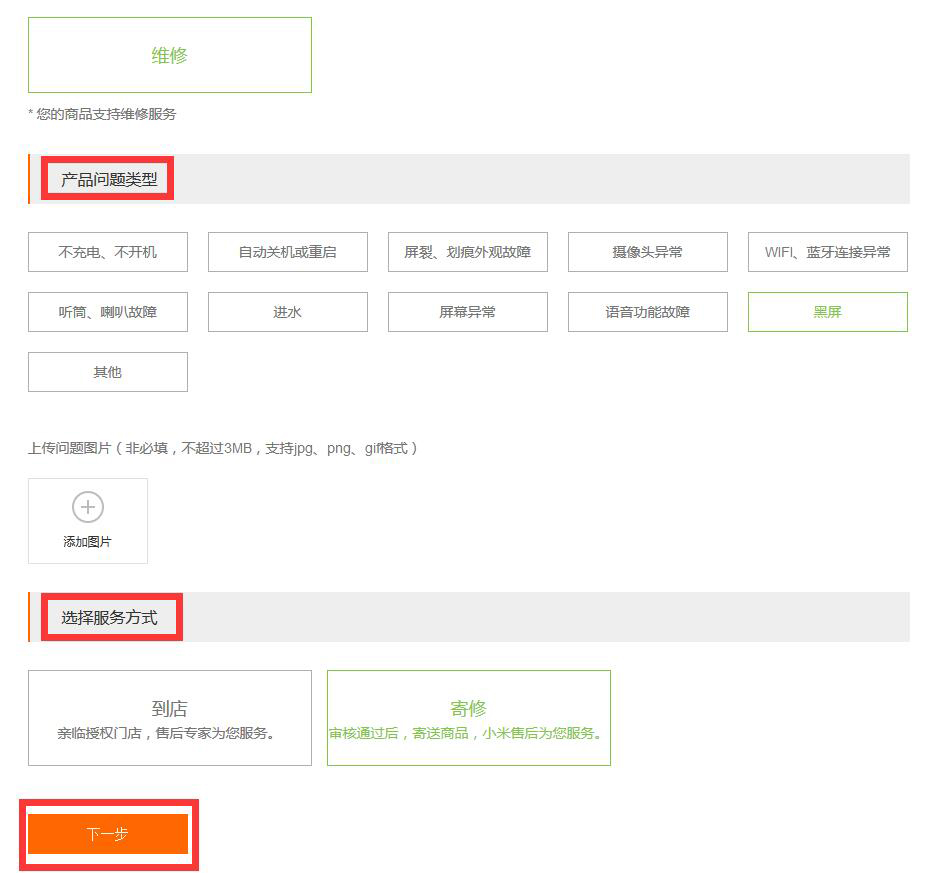 维修
* 您的商品支持维修服务
产品问题类型
不充电、不开机 自动关机或重启 屏裂、划痕外观故障 摄像头异常 WIFI、蓝牙连接异常
听筒、喇叭故障 进水 屏幕异常 语音功能故障 黑屏
其他
上传问题图片（非必填，不超过3MB，支持jpg、png、gif格式）
添加图片
选择服务方式
到店 寄修
亲临授权门店，售后专家为您服务。 审核通过后，寄送商品，小米售后为您服务。
下一步